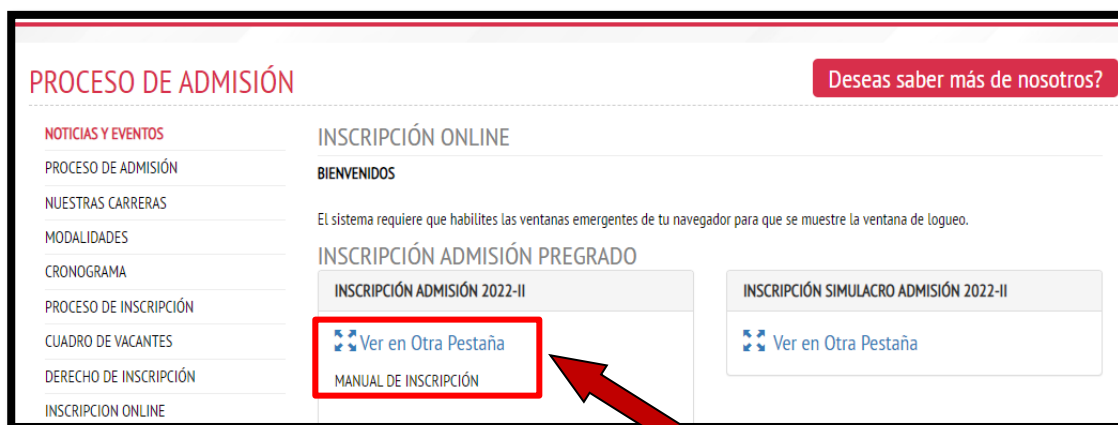 PROCESO DE ADMISIÓN
Deseas saber más de nosotros?
NOTICIAS Y EVENTOS
PROCESO DE ADMISIÓN
NUESTRAS CARRERAS
MODALIDADES
CRONOGRAMA
PROCESO DE INSCRIPCIÓN
CUADRO DE VACANTES
DERECHO DE INSCRIPCIÓN
INSCRIPCION ONLINE
INSCRIPCIÓN ONLINE
BIENVENIDOS
El sistema requiere que habilites las ventanas emergentes de tu navegador para que se muestre la ventana de logueo.
INSCRIPCIÓN ADMISIÓN PREGRADO
INSCRIPCIÓN ADMISIÓN 2022-II
Ver en Otra Pestaña
MANUAL DE INSCRIPCIÓN
INSCRIPCIÓN SIMULACRO ADMISIÓN 2022-II
Ver en Otra Pestaña